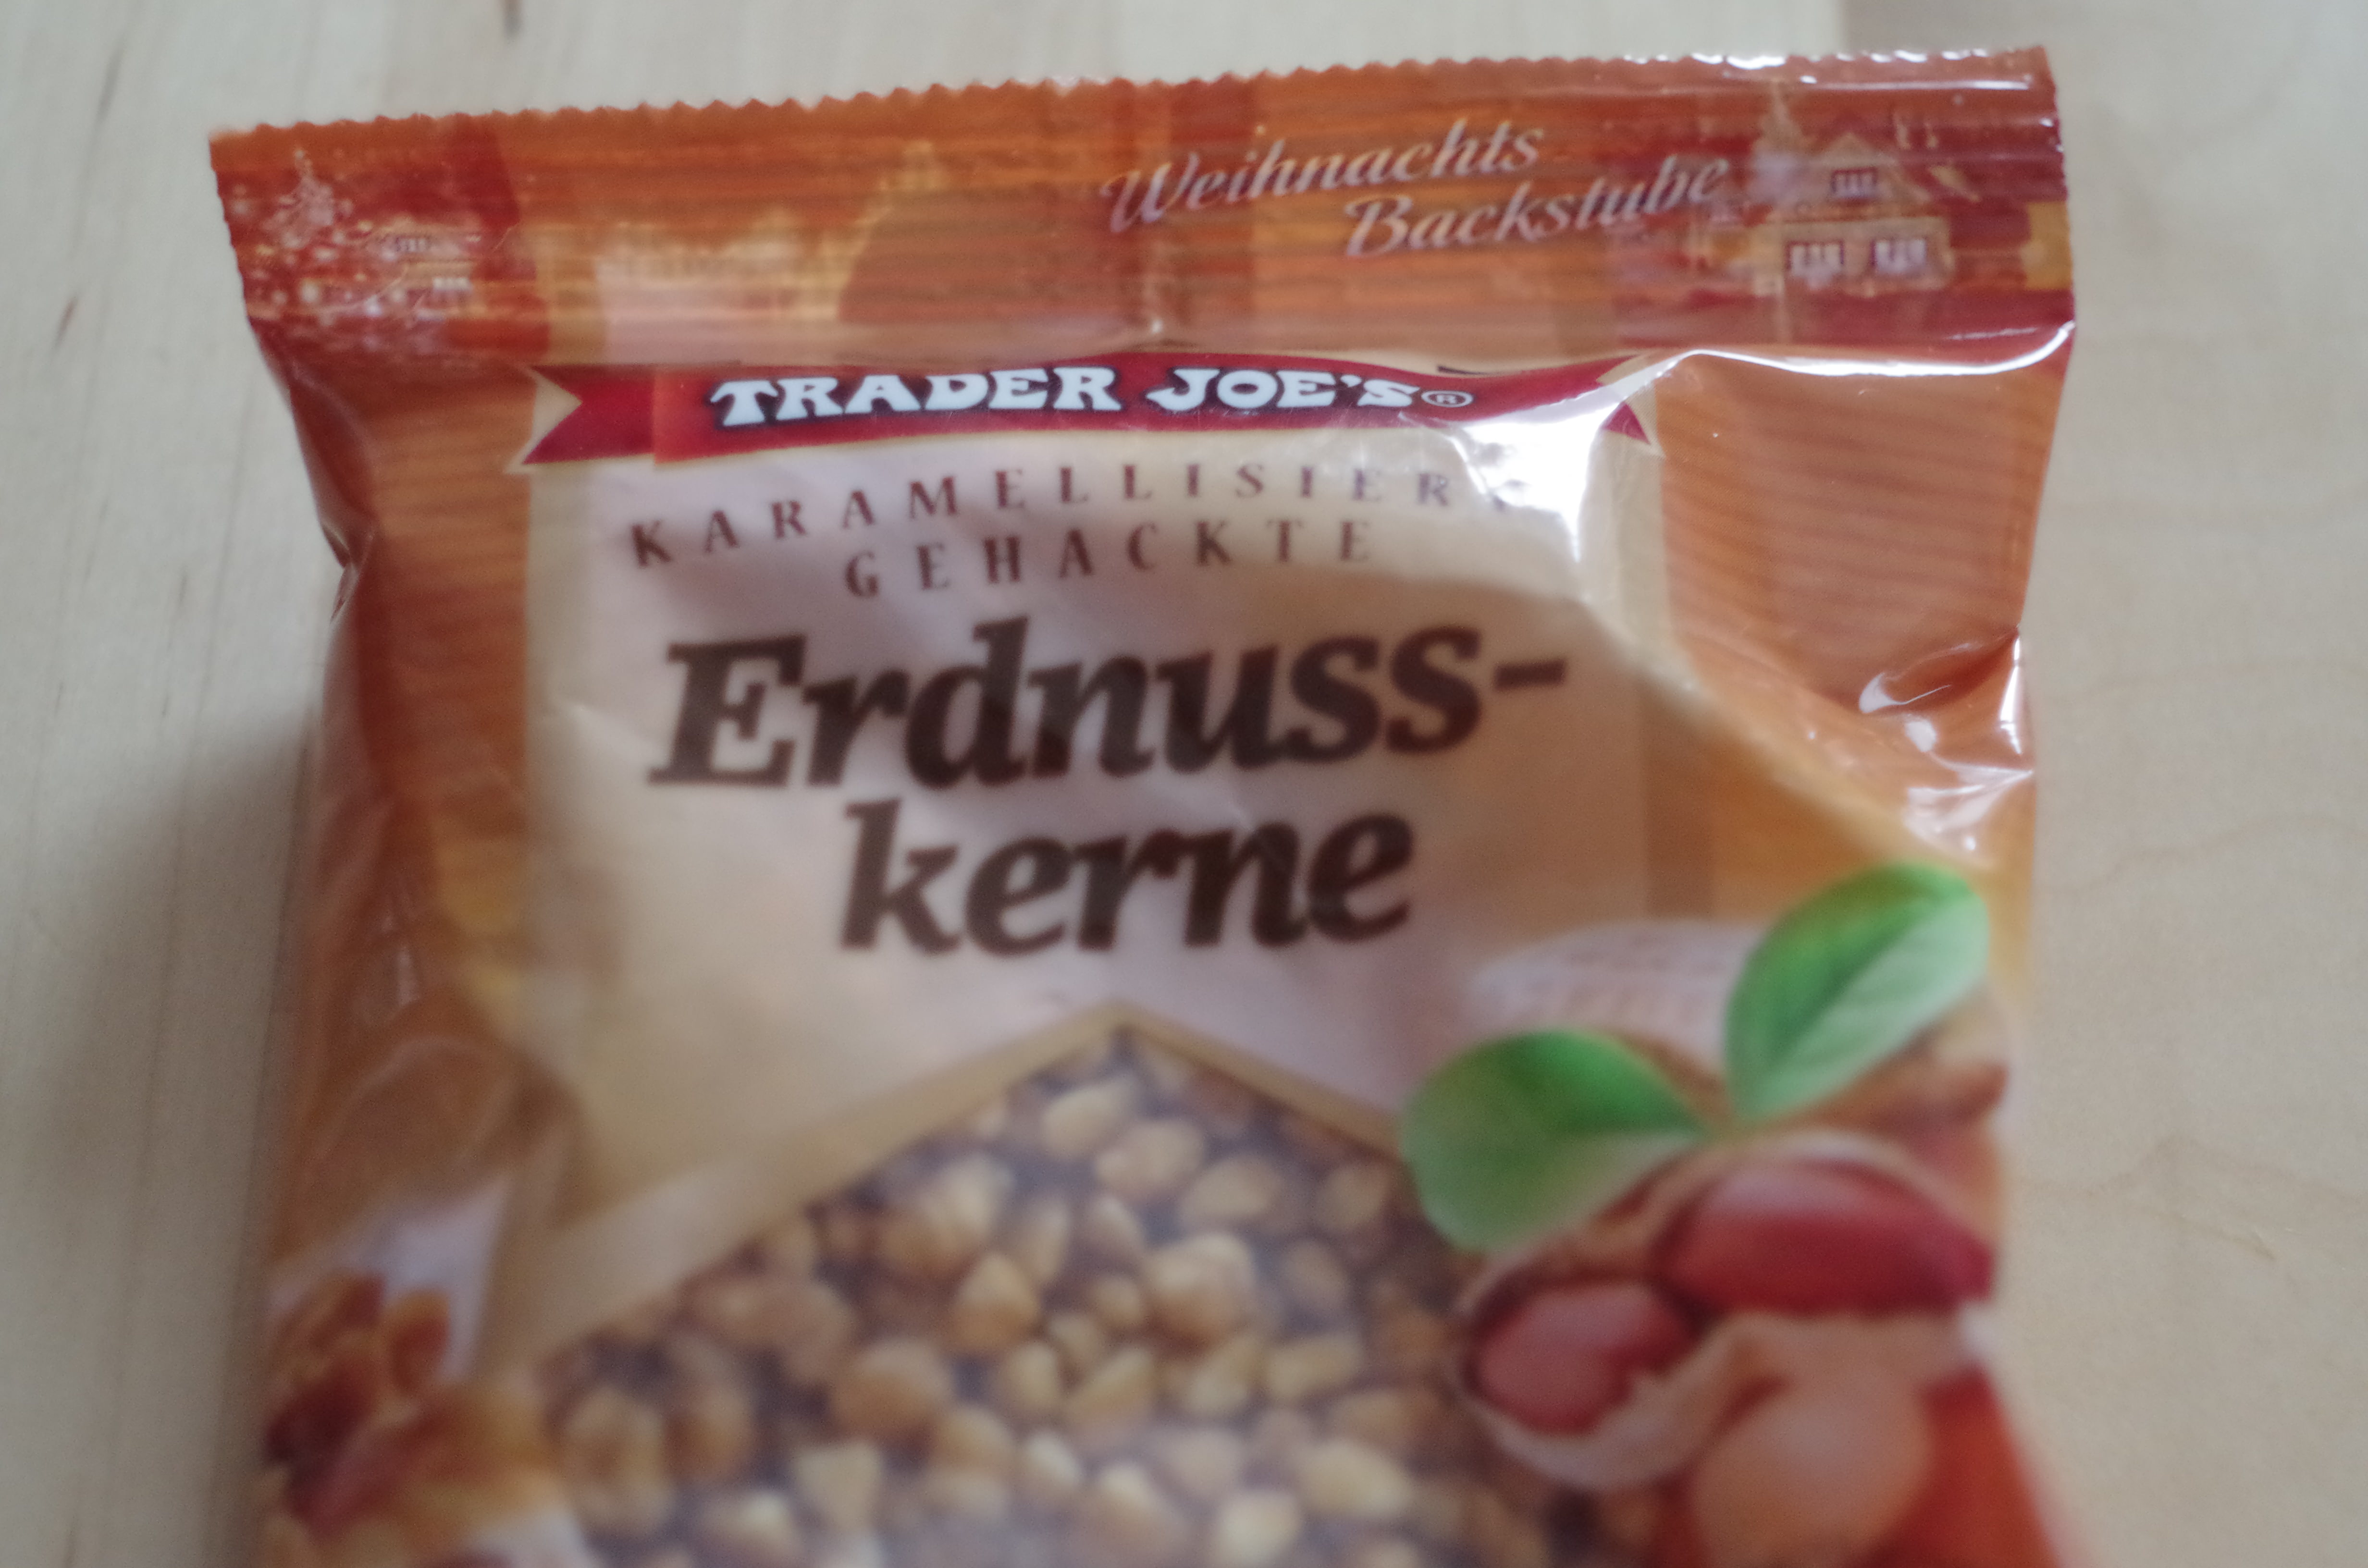 Weihnachts
Backstube
TRADER JOE'S®
KARAMELLISIERTE
GEHACKTE
Erdnuss-
kerne